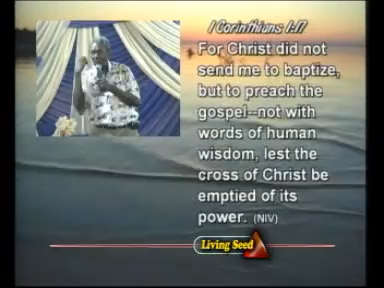 1 Corinthians 1:17
For Christ did not
send me to baptize,
but to preach the
gospel--not with
words of human
wisdom, lest the
cross of Christ be
emptied of its
power. (NIV)
Living Seed